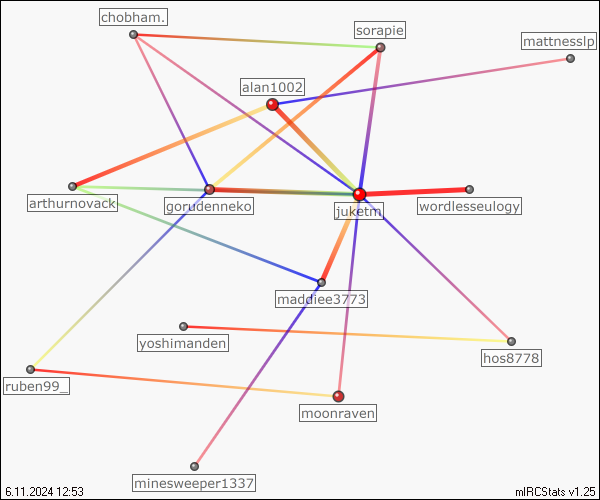 chobham.
sorapie
mattnesslp
alan1002
arthurnovack
gorudenneko
juketm
wordlesseulogy
maddiee3773
yoshimanden
hos8778
ruben99_
moonraven
minesweeper1337
6.11.2024 12:53
mIRCStats v1.25